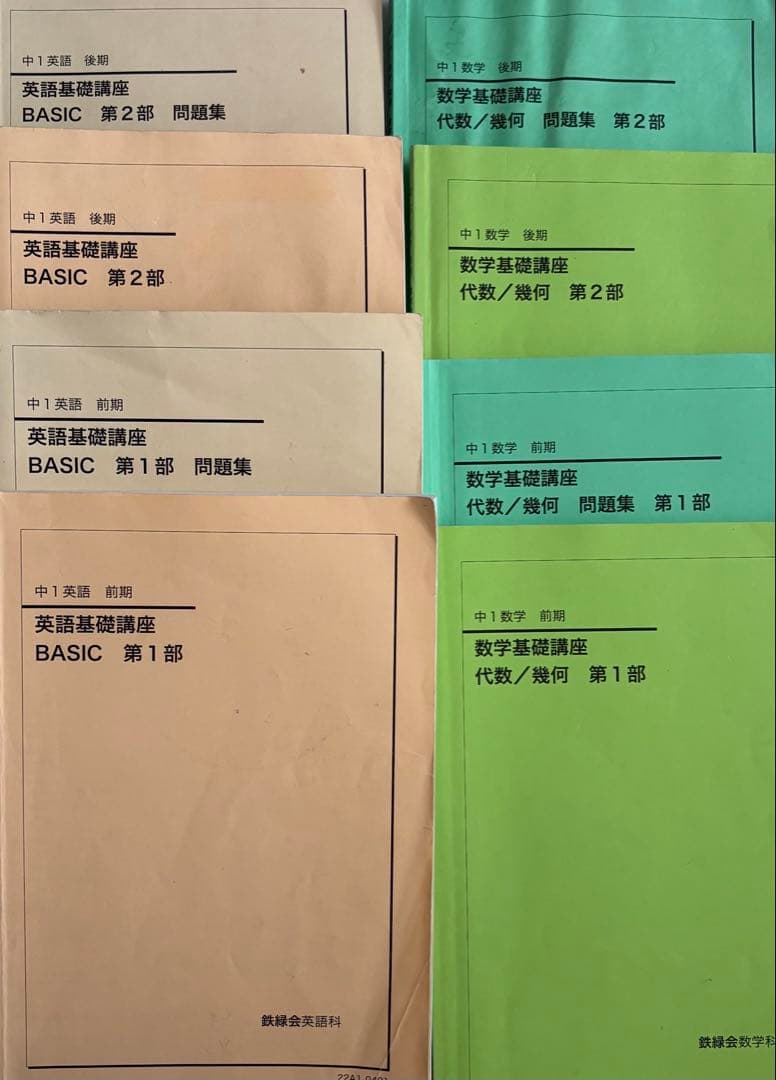 中1英語 後期
英語基礎講座
BASIC 第2部 問題集
中1英語 後期
英語基礎講座
BASIC 第2部
中1英語 前期
英語基礎講座
BASIC 第1部 問題集
中1英語 前期
英語基礎講座
BASIC 第1部
鉄緑会英語科
中1数学 後期
数学基礎講座
代数/幾何 問題集 第2部
中1数学 後期
数学基礎講座
代数/幾何 第2部
中1数学 前期
数学基礎講座
代数/幾何 問題集 第1部
中1数学 前期
数学基礎講座
代数/幾何 第1部
鉄緑会数学科